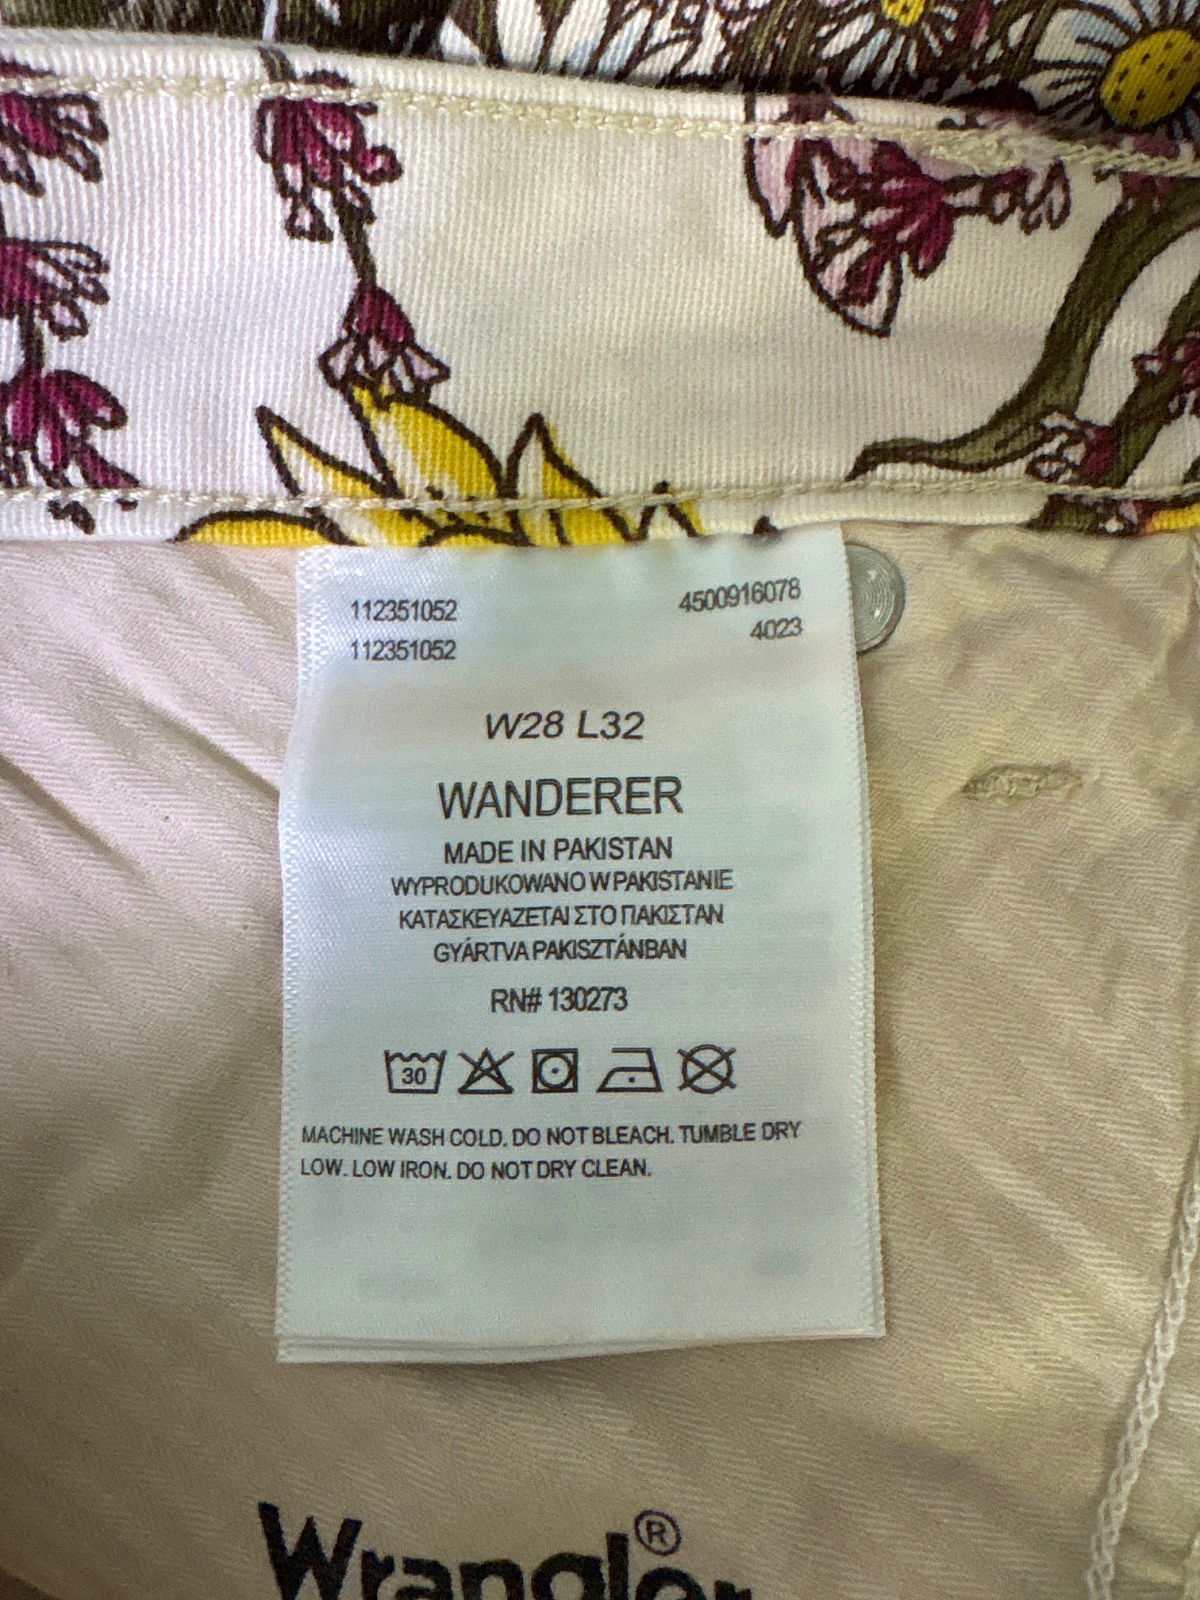 112351052 4500916078
112351052 4023
W28 L32
WANDERER
MADE IN PAKISTAN
WYPRODUKOWANO W PAKISTANIE
ΚΑΤΑΣΚΕΥΑΖΕΤΑΙ ΣΤΟ ΠΑΚΙΣΤΑΝ
GYÁRTVA PAKISZTÁNBAN
RN# 130273
30
MACHINE WASH COLD. DO NOT BLEACH. TUMBLE DRY
LOW. LOW IRON. DO NOT DRY CLEAN.
Wrangler®